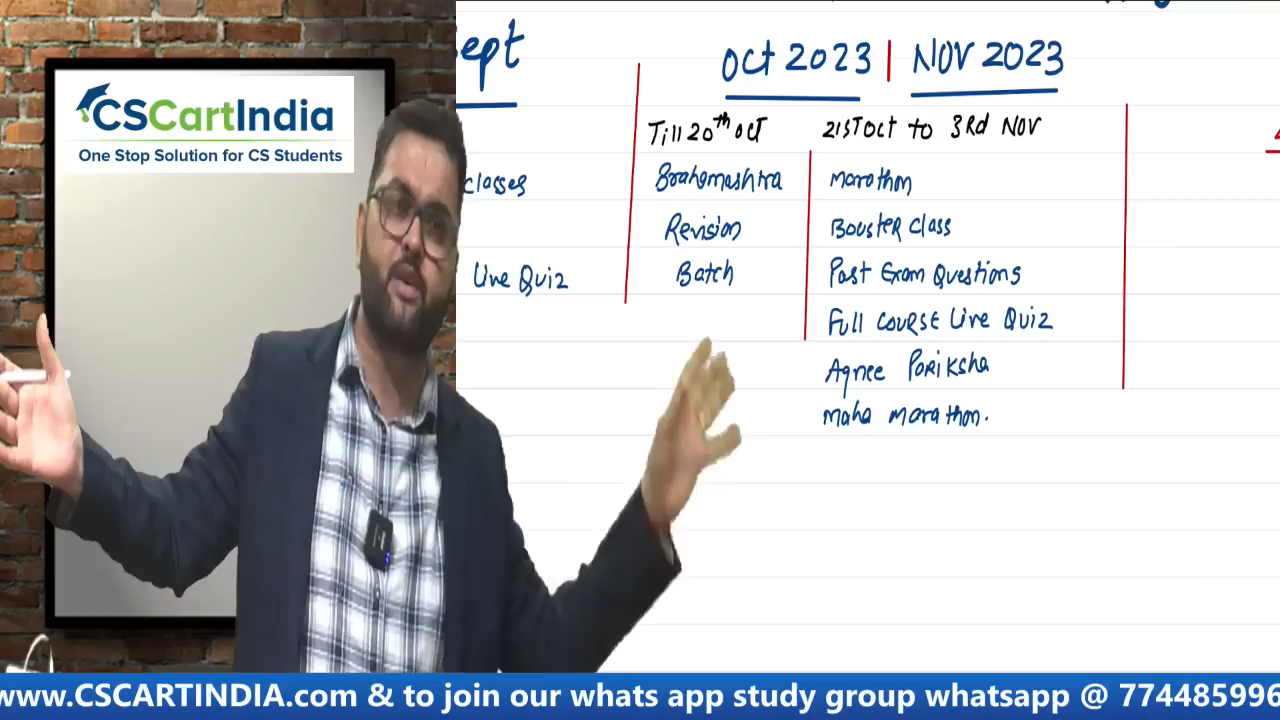 CSCartIndia
One Stop Solution for CS Students
ept
Oct 2023 | NOV 2023
Till 20th OCT
21ST Oct to 3Rd NOV
classes
Brahamashtra
Marathon
Revision
Booster Class
Live Quiz
Batch
Past Exam Questions
Full COURSE Live Quiz
Agnee Pariksha
Maha Marathon.
www.CSCARTINDIA.com & to join our whats app study group whatsapp @ 77448599